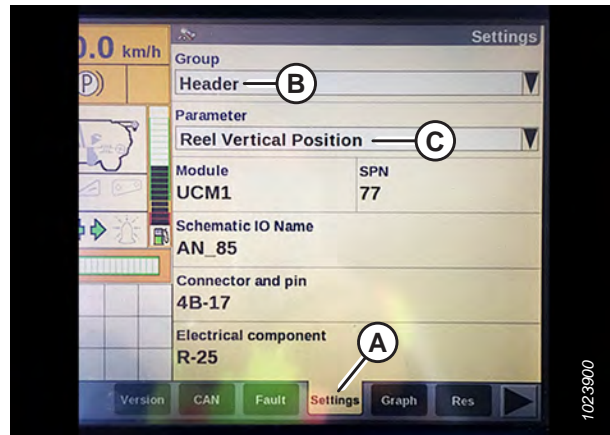 0.0 km/h
Settings
(P)
Group
Header
B
Parameter
Reel Vertical Position
C
Module
SPN
UCM1
77
Schematic IO Name
AN_85
Connector and pin
4B-17
Electrical component
R-25
A
Version
CAN
Fault
Settings
Graph
Res
1023900